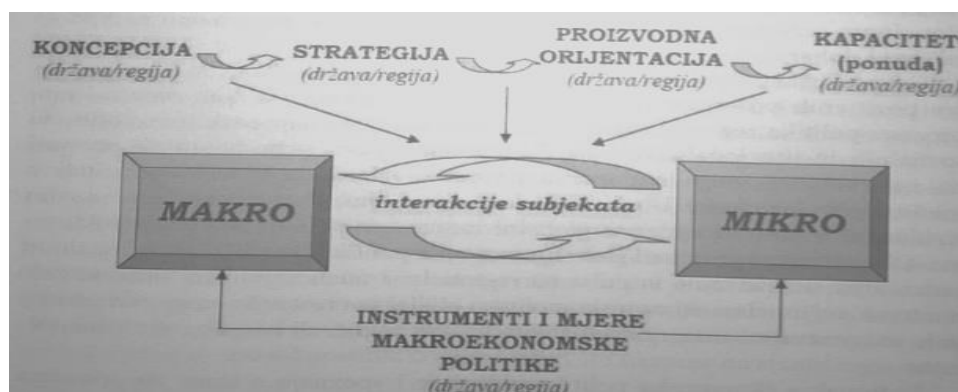 KONCEPCIJA
(država/regija)
STRATEGIJA
(država/regija)
PROIZVODNA
ORIJENTACIJA
(država/regija)
KAPACITET
(ponuda)
(država/regija)
MAKRO
interakcije subjekata
MIKRO
INSTRUMENTI I MJERE
MAKROEKONOMSKE
POLITIKE
(država/regija)